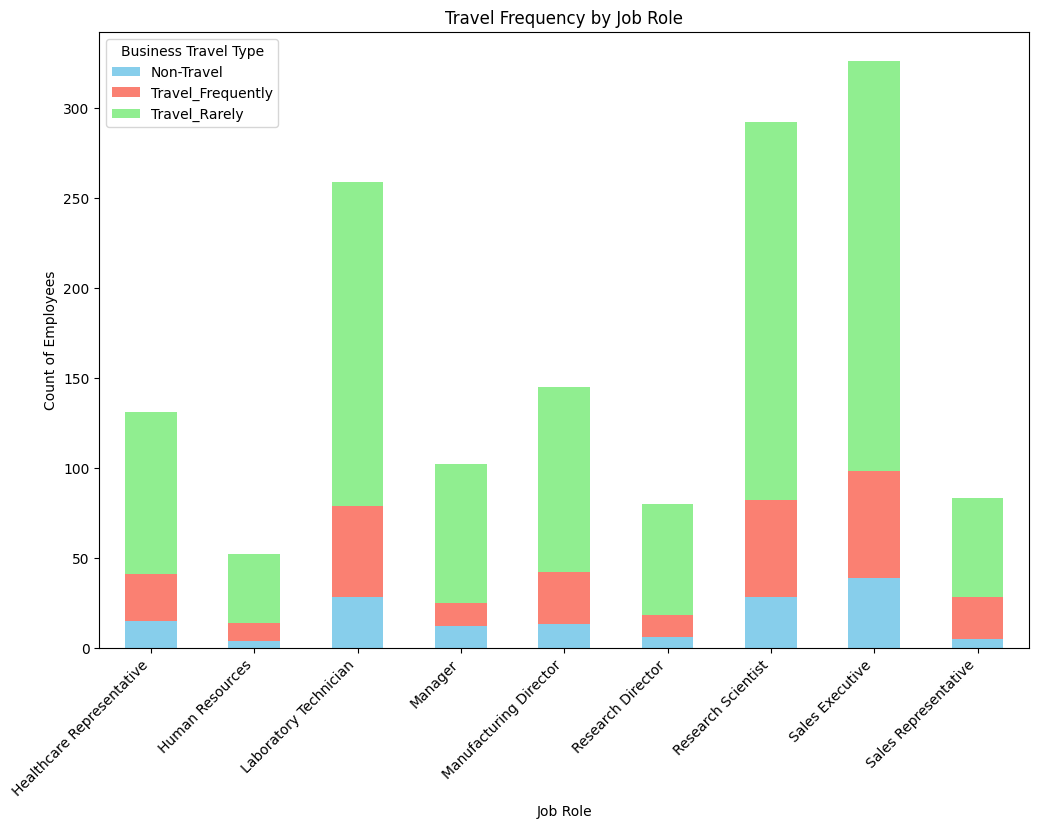 Travel Frequency by Job Role
Business Travel Type
Non-Travel
Travel_Frequently
Travel_Rarely
Count of Employees
300
250
200
150
100
50
0
Healthcare Representative
Human Resources
Laboratory Technician
Manager
Manufacturing Director
Research Director
Research Scientist
Sales Executive
Sales Representative
Job Role